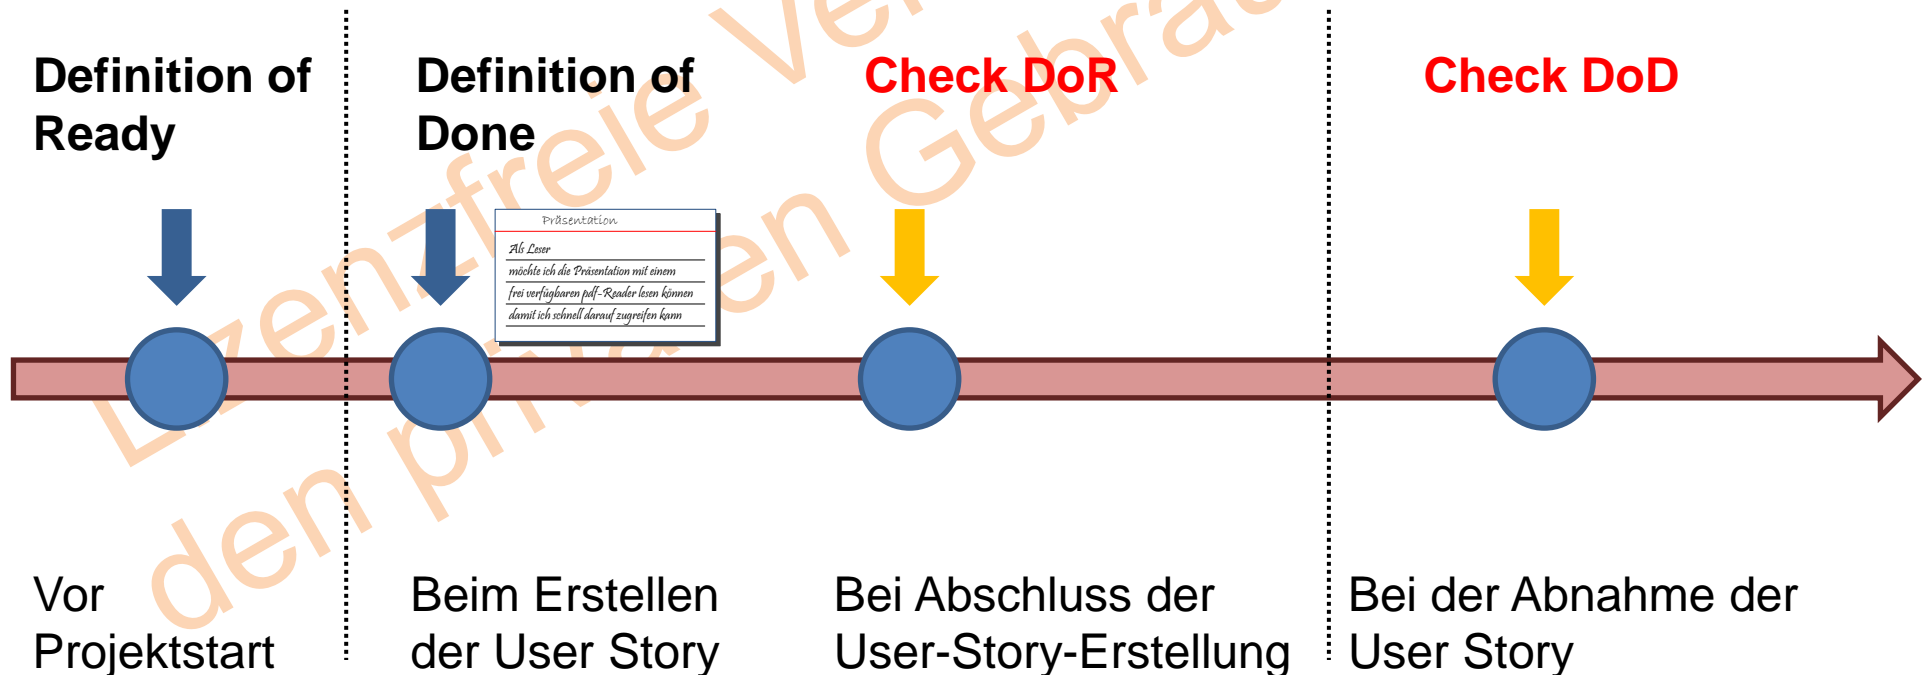 Definition of
Ready
Definition of
Done
Check DoR
Check DoD
Präsentation
Als Leser
möchte ich die Präsentation mit einem
frei verfügbaren pdf-Reader lesen können
damit ich schnell darauf zugreifen kann
Vor
Projektstart
Beim Erstellen
der User Story
Bei Abschluss der
User-Story-Erstellung
Bei der Abnahme der
User Story
Lizenzfreie
den privaten Gebrauch